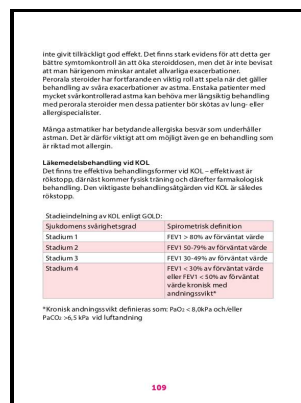 inte givit tillräckligt god effekt. Det finns stark evidens för att detta ger
bättre symtomkontroll än att öka steroiddosen, men det är inte bevisat
att man härigenom minskar antalet allvarliga exacerbationer.
Perorala steroider har fortfarande en viktig roll att spela när det gäller
behandling av svåra exacerbationer av astma. Enstaka patienter med
mycket svårkontrollerad astma kan behöva mer långsiktig behandling
med perorala steroider men dessa patienter bör skötas av lung- eller
allergispecialister.
Många astmatiker har betydande allergiska besvär som underhåller
astman. Det är därför viktigt att om möjligt även ge en behandling som
är riktad mot allergin.
Läkemedelsbehandling vid KOL
Det finns tre effektiva behandlingsformer vid KOL – effektivast är
rökstopp, därnäst kommer fysisk träning och därefter farmakologisk
behandling. Den viktigaste behandlingsåtgärden vid KOL är således
rökstopp.
Stadieindelning av KOL enligt GOLD:
Sjukdomens svårighetsgrad Spirometrisk definition
Stadium 1 FEV1 > 80% av förväntat värde
Stadium 2 FEV1 50-79% av förväntat värde
Stadium 3 FEV1 30-49% av förväntat värde
Stadium 4 FEV1 < 30% av förväntat värde
eller FEV1 < 50% av förväntat
värde kronisk med
andningssvikt*
*Kronisk andningssvikt definieras som: PaO₂ < 8,0kPa och/eller
PaCO₂ >6,5 kPa vid luftandning
109